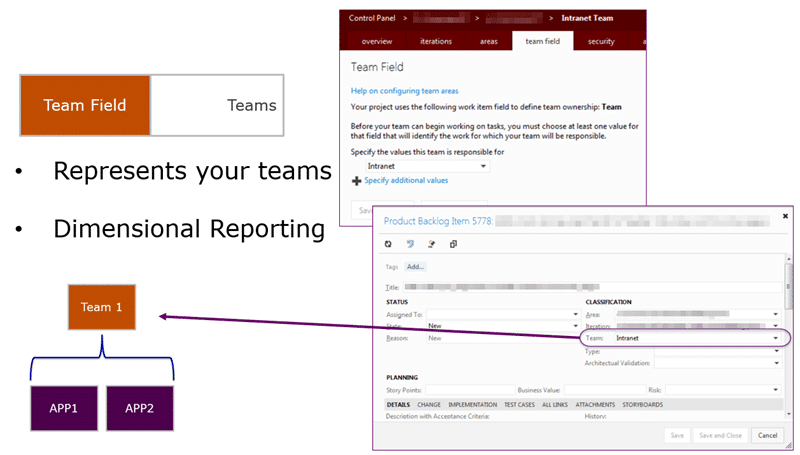 Control Panel > > > Intranet Team
overview iterations areas team field security a
Team Field
Help on configuring team areas
Your project uses the following work item field to define team ownership: Team
Before your team can begin working on tasks, you must choose at least one value for
that field that will identify the work for which your team will be responsible.
Specify the values this team is responsible for
Intranet
Specify additional values
Team Field Teams
• Represents your teams
• Dimensional Reporting
Team 1
APP1 APP2
Product Backlog Item 5778:
Tags Add...
Title:
STATUS CLASSIFICATION
Assigned To: Area:
State: New Iteration:
Reason: New Team: Intranet
Type:
Architectural Validation:
PLANNING
Story Points: Business Value: Risk:
DETAILS CHANGE IMPLEMENTATION TEST CASES ALL LINKS ATTACHMENTS STORYBOARDS
Description with Acceptance Criteria: History:
Save Save and Close Cancel